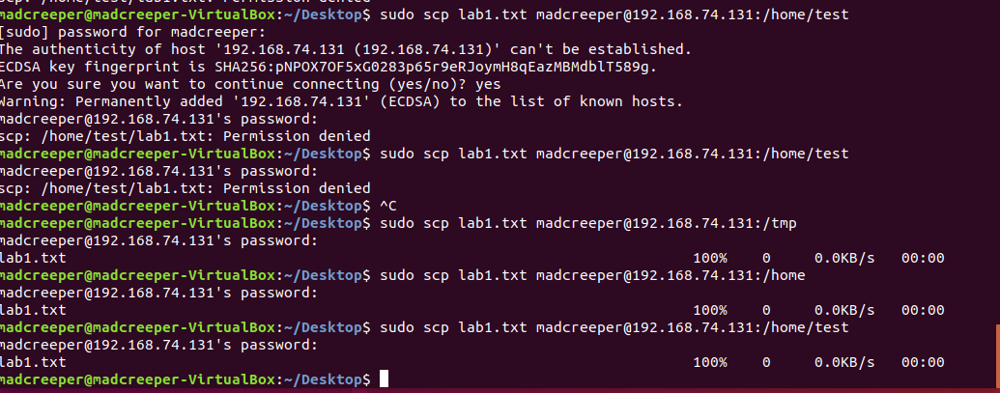 scp: /home/test/lab1.txt: Permission denied
madcreeper@madcreeper-VirtualBox:~/Desktop$ sudo scp lab1.txt madcreeper@192.168.74.131:/home/test
[sudo] password for madcreeper:
The authenticity of host '192.168.74.131 (192.168.74.131)' can't be established.
ECDSA key fingerprint is SHA256:pNPOX7OF5xG0283p65r9eRJoymH8qEazMBMdblT589g.
Are you sure you want to continue connecting (yes/no)? yes
Warning: Permanently added '192.168.74.131' (ECDSA) to the list of known hosts.
madcreeper@192.168.74.131's password:
scp: /home/test/lab1.txt: Permission denied
madcreeper@madcreeper-VirtualBox:~/Desktop$ sudo scp lab1.txt madcreeper@192.168.74.131:/home/test
madcreeper@192.168.74.131's password:
scp: /home/test/lab1.txt: Permission denied
madcreeper@madcreeper-VirtualBox:~/Desktop$ ^C
madcreeper@madcreeper-VirtualBox:~/Desktop$ sudo scp lab1.txt madcreeper@192.168.74.131:/tmp
madcreeper@192.168.74.131's password:
lab1.txt 100% 0 0.0KB/s 00:00
madcreeper@madcreeper-VirtualBox:~/Desktop$ sudo scp lab1.txt madcreeper@192.168.74.131:/home
madcreeper@192.168.74.131's password:
lab1.txt 100% 0 0.0KB/s 00:00
madcreeper@madcreeper-VirtualBox:~/Desktop$ sudo scp lab1.txt madcreeper@192.168.74.131:/home/test
madcreeper@192.168.74.131's password:
lab1.txt 100% 0 0.0KB/s 00:00
madcreeper@madcreeper-VirtualBox:~/Desktop$